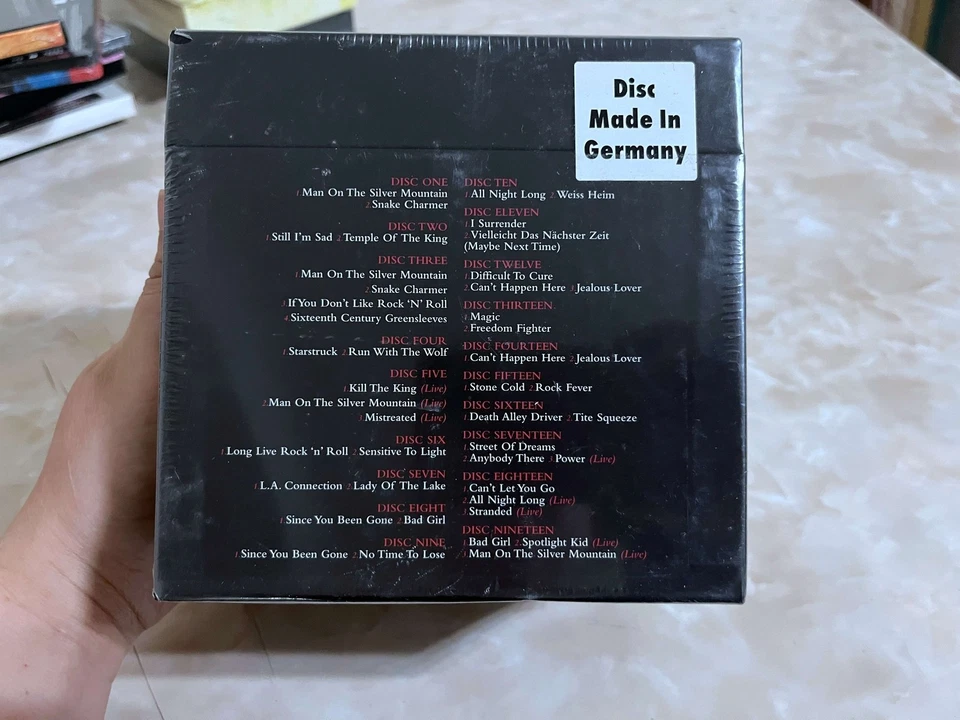 Disc
Made In
Germany
DISC ONE
1 Man On The Silver Mountain
2 Snake Charmer
DISC TWO
1 Still I'm Sad 2 Temple Of The King
DISC THREE
1 Man On The Silver Mountain
2 Snake Charmer
3 If You Don't Like Rock 'N' Roll
4 Sixteenth Century Greensleeves
DISC FOUR
1 Starstruck 2 Run With The Wolf
DISC FIVE
1 Kill The King (Live)
2 Man On The Silver Mountain (Live)
3 Mistreated (Live)
DISC SIX
1 Long Live Rock 'n' Roll 2 Sensitive To Light
DISC SEVEN
1 L.A. Connection 2 Lady Of The Lake
DISC EIGHT
1 Since You Been Gone 2 Bad Girl
DISC NINE
1 Since You Been Gone 2 No Time To Lose
DISC TEN
1 All Night Long 2 Weiss Heim
DISC ELEVEN
1 I Surrender
2 Vielleicht Das Nächster Zeit
(Maybe Next Time)
DISC TWELVE
1 Difficult To Cure
2 Can't Happen Here 3 Jealous Lover
DISC THIRTEEN
1 Magic
2 Freedom Fighter
DISC FOURTEEN
1 Can't Happen Here 2 Jealous Lover
DISC FIFTEEN
1 Stone Cold 2 Rock Fever
DISC SIXTEEN
1 Death Alley Driver 2 Tite Squeeze
DISC SEVENTEEN
1 Street Of Dreams
2 Anybody There 3 Power (Live)
DISC EIGHTEEN
1 Can't Let You Go
2 All Night Long (Live)
3 Stranded (Live)
DISC NINETEEN
1 Bad Girl 2 Spotlight Kid (Live)
3 Man On The Silver Mountain (Live)